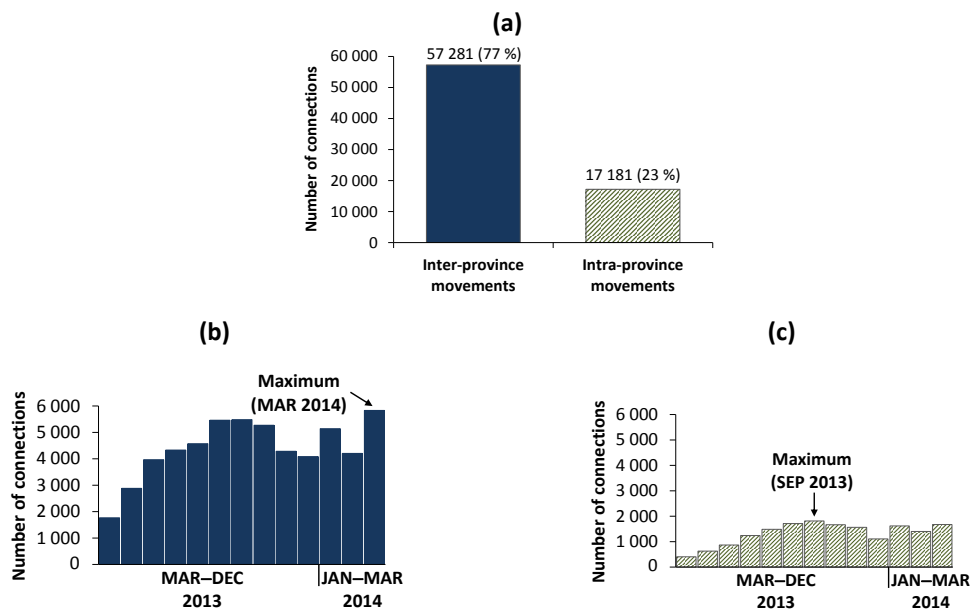 (a)
57 281 (77 %)
60 000
50 000
40 000
30 000
20 000
10 000
0
Number of connections
17 181 (23 %)
Inter-province
movements
Intra-province
movements
(b)
Maximum
(MAR 2014)
6 000
5 000
4 000
3 000
2 000
1 000
0
Number of connections
MAR–DEC
2013
JAN–MAR
2014
(c)
6 000
5 000
4 000
3 000
2 000
1 000
0
Number of connections
Maximum
(SEP 2013)
MAR–DEC
2013
JAN–MAR
2014